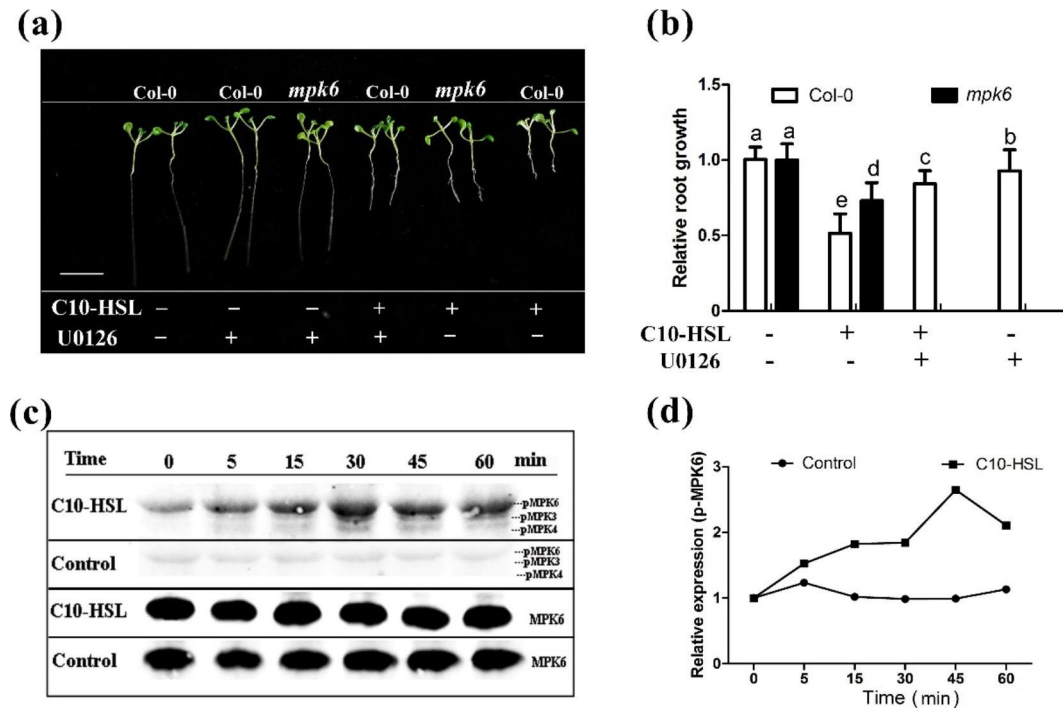 (a)
Col-0 Col-0 mpk6 Col-0 mpk6 Col-0
C10-HSL – – – + + +
U0126 – + + + – –
(b)
Relative root growth
1.5
1.0
0.5
0
Col-0 mpk6
a a e d c b
C10-HSL - + + -
U0126 - - + +
(c)
Time 0 5 15 30 45 60 min
C10-HSL
pMPK6
pMPK3
pMPK4
Control
pMPK6
pMPK3
pMPK4
C10-HSL MPK6
Control MPK6
(d)
Relative expression (p-MPK6)
Control C10-HSL
3
2
1
0
0 5 15 30 45 60
Time ( min)